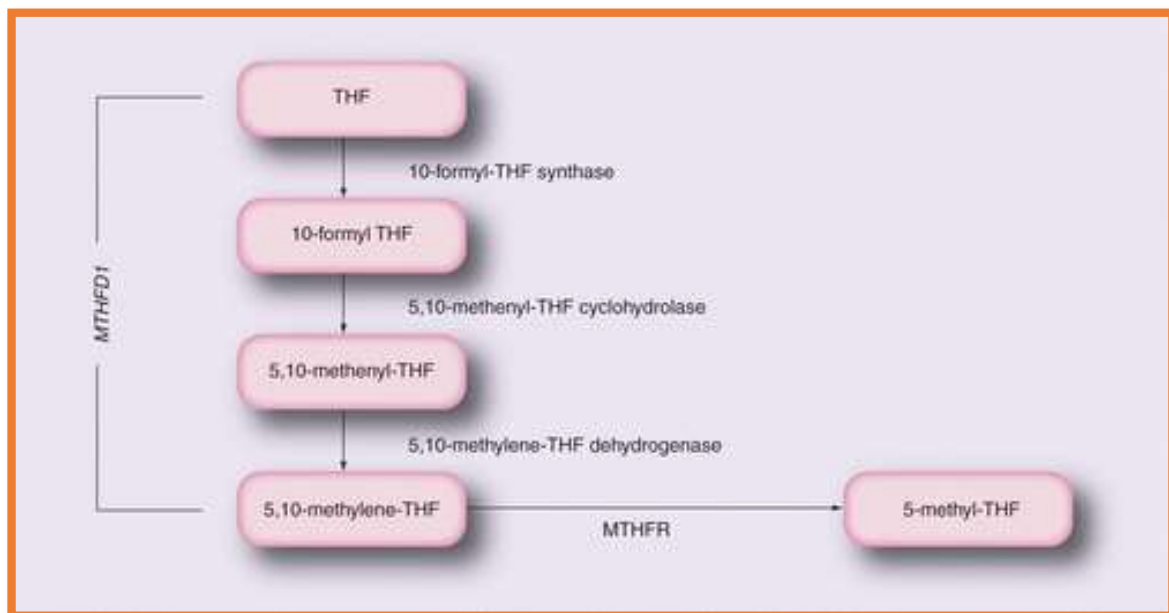 THF
10-formyl-THF synthase
10-formyl THF
5,10-methenyl-THF cyclohydrolase
MTHFD1
5,10-methenyl-THF
5,10-methylene-THF dehydrogenase
5,10-methylene-THF
MTHFR
5-methyl-THF